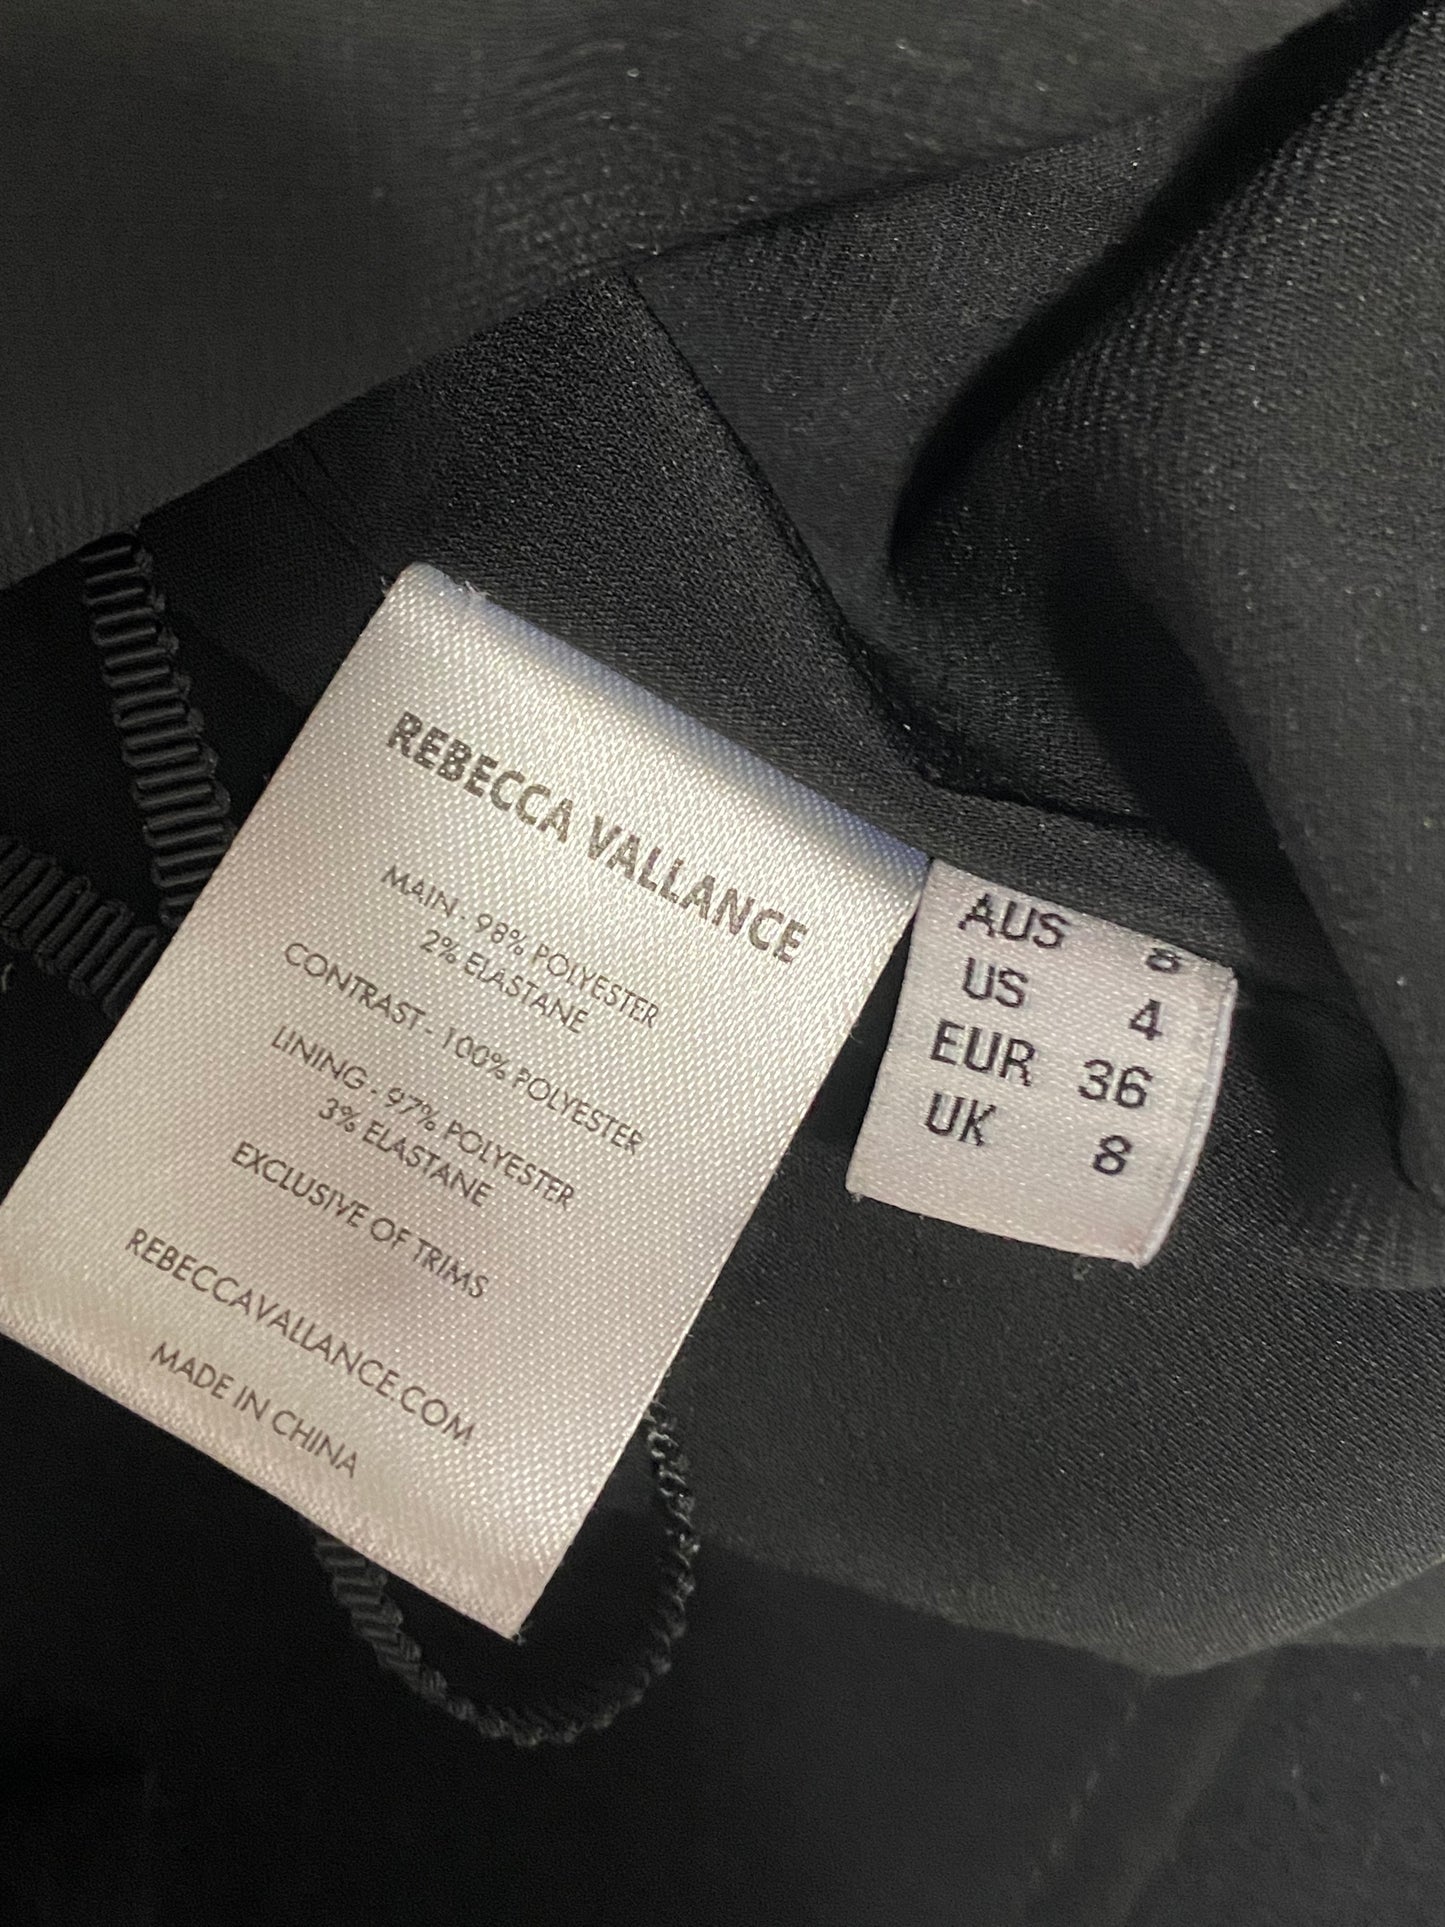 REBECCA VALLANCE
MAIN - 98% POLYESTER
2% ELASTANE
CONTRAST - 100% POLYESTER
LINING - 97% POLYESTER
3% ELASTANE
EXCLUSIVE OF TRIMS
REBECCAVALLANCE.COM
MADE IN CHINA
AUS 8
US 4
EUR 36
UK 8